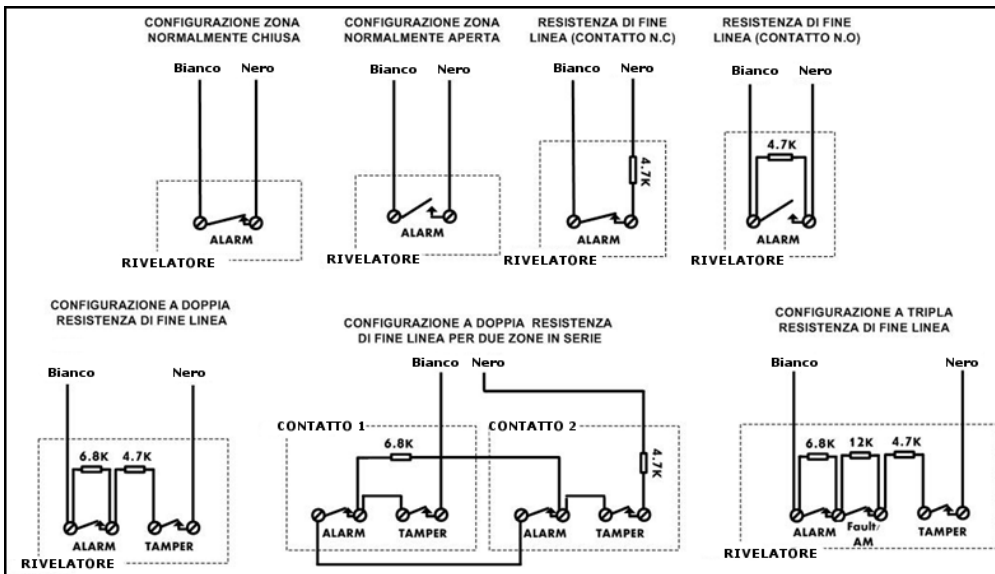 CONFIGURAZIONE ZONA
NORMALMENTE CHIUSA
Bianco Nero
ALARM
RIVELATORE
CONFIGURAZIONE ZONA
NORMALMENTE APERTA
Bianco Nero
ALARM
RIVELATORE
RESISTENZA DI FINE
LINEA (CONTATTO N.C)
Bianco Nero
4.7K
ALARM
RIVELATORE
RESISTENZA DI FINE
LINEA (CONTATTO N.O)
Bianco Nero
4.7K
ALARM
RIVELATORE
CONFIGURAZIONE A DOPPIA
RESISTENZA DI FINE LINEA
Bianco Nero
6.8K 4.7K
ALARM TAMPER
RIVELATORE
CONFIGURAZIONE A DOPPIA RESISTENZA
DI FINE LINEA PER DUE ZONE IN SERIE
Bianco Nero
CONTATTO 1 CONTATTO 2
6.8K
4.7K
ALARM TAMPER ALARM TAMPER
CONFIGURAZIONE A TRIPLA
RESISTENZA DI FINE LINEA
Bianco Nero
6.8K 12K 4.7K
ALARM Fault/ TAMPER
AM
RIVELATORE